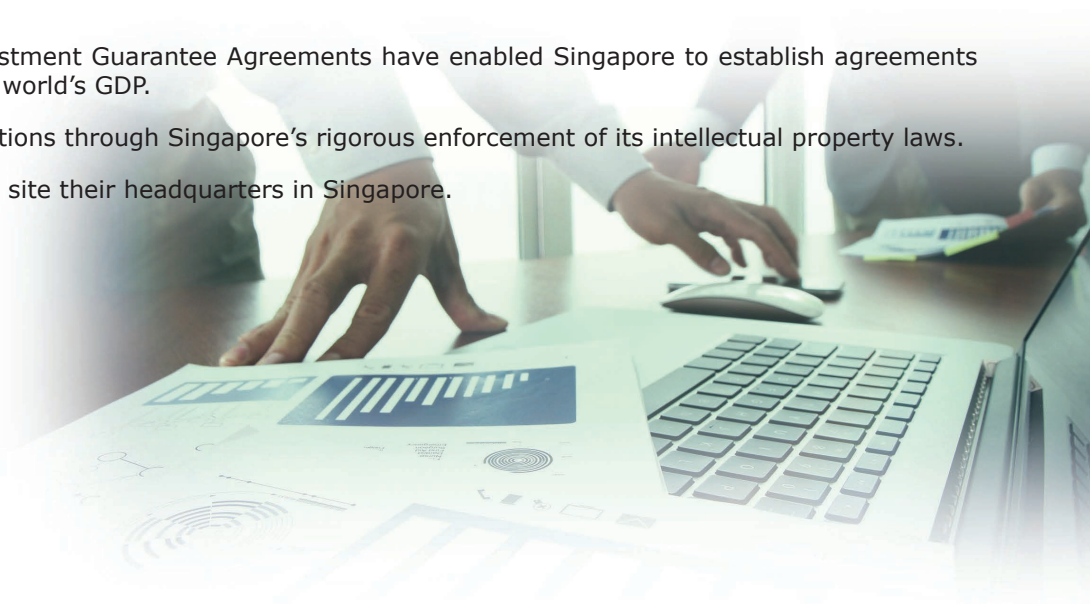 stment Guarantee Agreements have enabled Singapore to establish agreements
world's GDP.
tions through Singapore's rigorous enforcement of its intellectual property laws.
site their headquarters in Singapore.